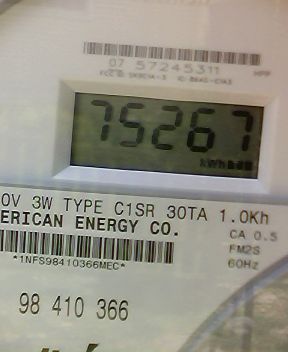 07 57245311
75267
kWh
0V 3W TYPE C1SR 30TA 1.0Kh
ERICAN ENERGY CO.
CA 0.5
FM2S
60Hz
*1NFS98410366MEC*
98 410 366